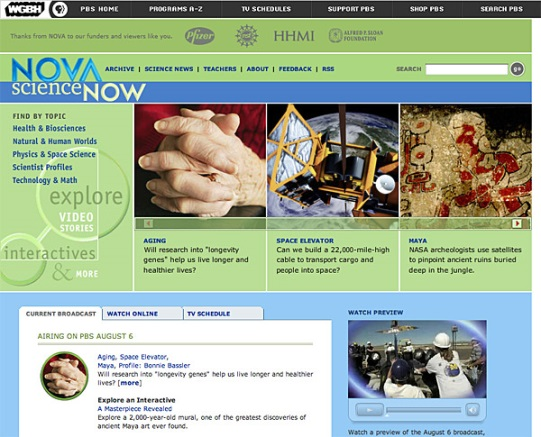 WGBH PBS HOME PROGRAMS A-Z TV SCHEDULES SUPPORT PBS SHOP PBS SEARCH PBS
Thanks from NOVA to our funders and viewers like you. Pfizer HHMI ALFRED P. SLOAN
FOUNDATION
NOVA
scienceNOW
ARCHIVE | SCIENCE NEWS | TEACHERS | ABOUT | FEEDBACK | RSS SEARCH go
FIND BY TOPIC
Health & Biosciences
Natural & Human Worlds
Physics & Space Science
Scientist Profiles
Technology & Math
explore
VIDEO
STORIES
interactives
& MORE
AGING
Will research into "longevity
genes" help us live longer and
healthier lives?
SPACE ELEVATOR
Can we build a 22,000-mile-high
cable to transport cargo and
people into space?
MAYA
NASA archeologists use satellites
to pinpoint ancient ruins buried
deep in the jungle.
CURRENT BROADCAST WATCH ONLINE TV SCHEDULE
AIRING ON PBS AUGUST 6
Aging, Space Elevator,
Maya, Profile: Bonnie Bassler
Will research into "longevity genes" help us live longer and
healthier lives? [more]
Explore an Interactive
A Masterpiece Revealed
Explore a 2,000-year-old mural, one of the greatest discoveries of
ancient Maya art ever found.
WATCH PREVIEW
Watch a preview of the August 6 broadcast,